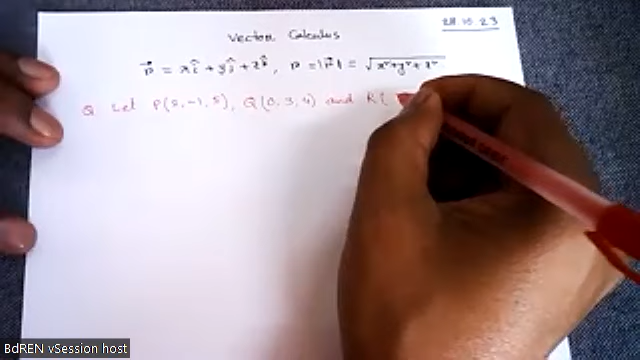 28.10.23
Vector Calculus
r⃗ = xî + yĵ + zk̂, r = |r⃗| = √x²+y²+z²
Q Let P(2,-1,5), Q(0,3,4) and R(
BdREN vSession host